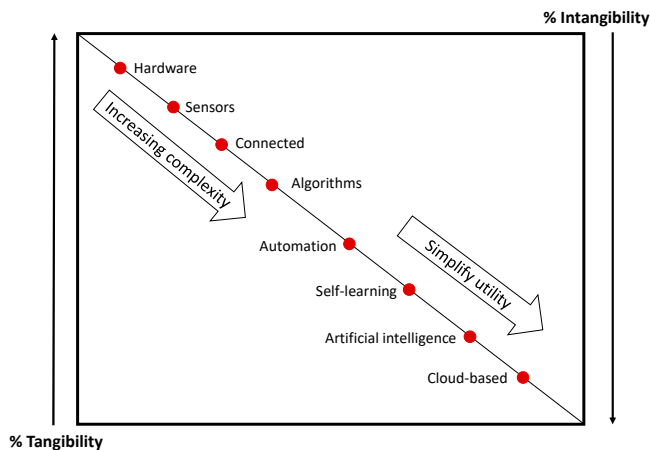 % Intangibility
Hardware
Sensors
Increasing complexity
Connected
Algorithms
Automation
Simplify utility
Self-learning
Artificial intelligence
Cloud-based
% Tangibility